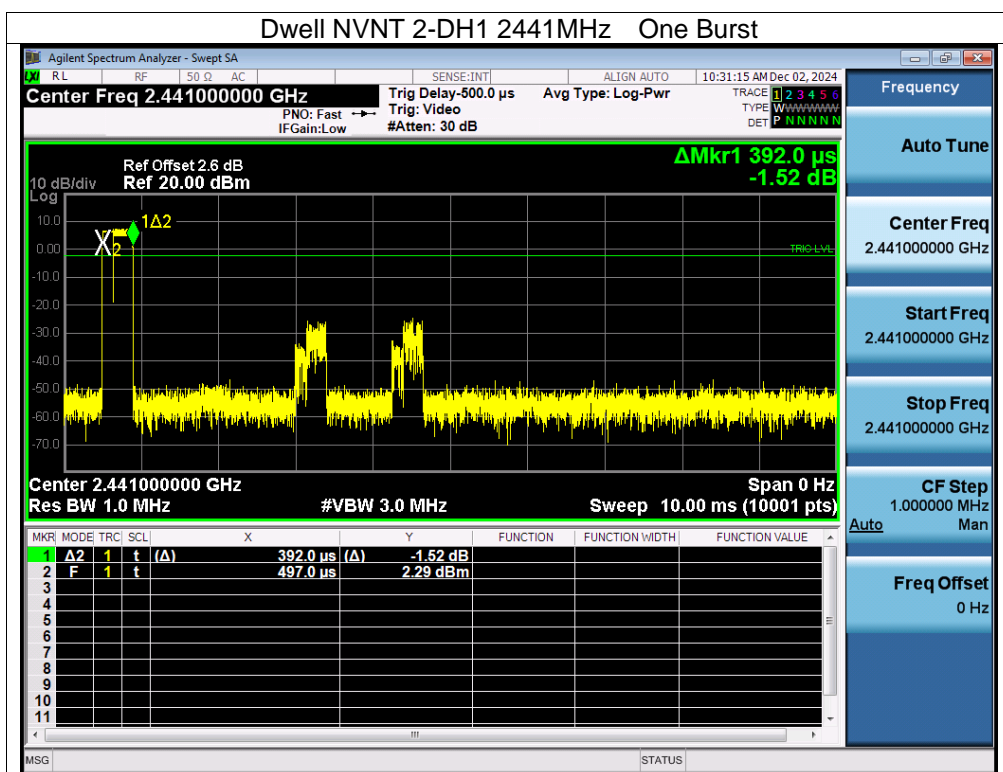 Dwell NVNT 2-DH1 2441MHz One Burst
Agilent Spectrum Analyzer - Swept SA
LXI RL RF 50 Ω AC SENSE:INT ALIGN AUTO 10:31:15 AM Dec 02, 2024
Center Freq 2.441000000 GHz Trig Delay-500.0 µs Avg Type: Log-Pwr TRACE 1 2 3 4 5 6
PNO: Fast Trig: Video TYPE WWWWWWW
IFGain:Low #Atten: 30 dB DET P N N N N N
ΔMkr1 392.0 µs
-1.52 dB
Ref Offset 2.6 dB
10 dB/div Ref 20.00 dBm
Log
10.0
0.00
-10.0
-20.0
-30.0
-40.0
-50.0
-60.0
-70.0
1Δ2
X2
TRIG LVL
Center 2.441000000 GHz Span 0 Hz
Res BW 1.0 MHz #VBW 3.0 MHz Sweep 10.00 ms (10001 pts)
MKR MODE TRC SCL X Y FUNCTION FUNCTION WIDTH FUNCTION VALUE
1 Δ2 1 t (Δ) 392.0 µs (Δ) -1.52 dB
2 F 1 t 497.0 µs 2.29 dBm
3
4
5
6
7
8
9
10
11
MSG STATUS
Frequency
Auto Tune
Center Freq
2.441000000 GHz
Start Freq
2.441000000 GHz
Stop Freq
2.441000000 GHz
CF Step
1.000000 MHz
Auto Man
Freq Offset
0 Hz